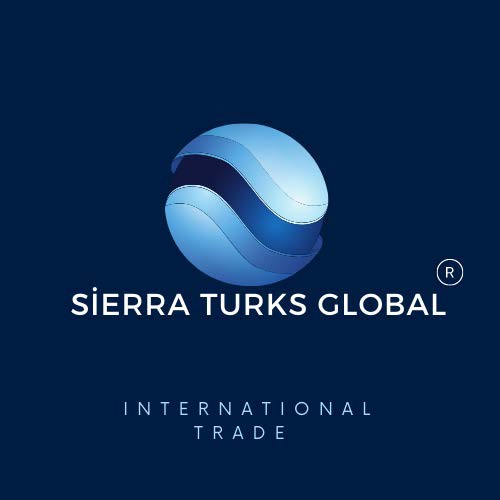 ®
SİERRA TURKS GLOBAL
INTERNATIONAL
TRADE